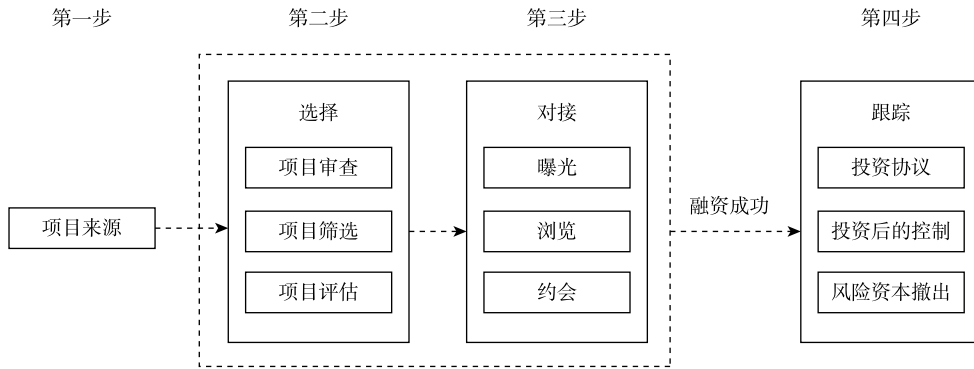 第一步
第二步
第三步
第四步
项目来源
选择
项目审查
项目筛选
项目评估
对接
曝光
浏览
约会
融资成功
跟踪
投资协议
投资后的控制
风险资本撤出